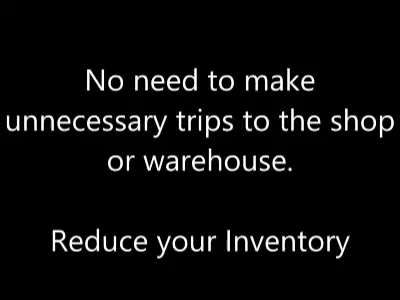 No need to make
unnecessary trips to the shop
or warehouse.
Reduce your Inventory